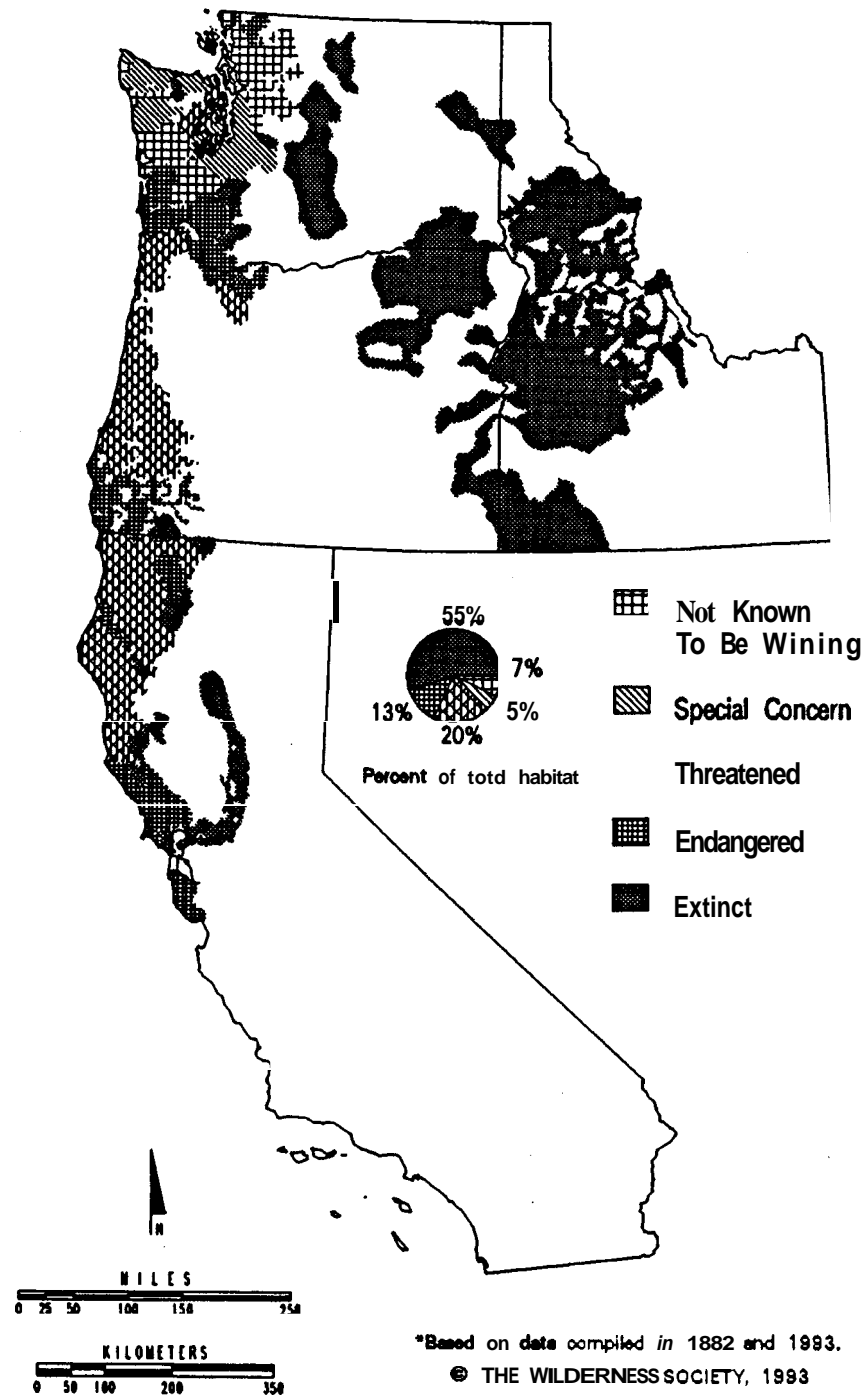 55%
7%
13%
5%
20%
Percent of totd habitat
Not Known
To Be Wining
Special Concern
Threatened
Endangered
Extinct
N
MILES
0 25 50 100 150 250
KILOMETERS
0 50 100 200 350
*Based on data compiled in 1882 and 1993.
© THE WILDERNESS SOCIETY, 1993